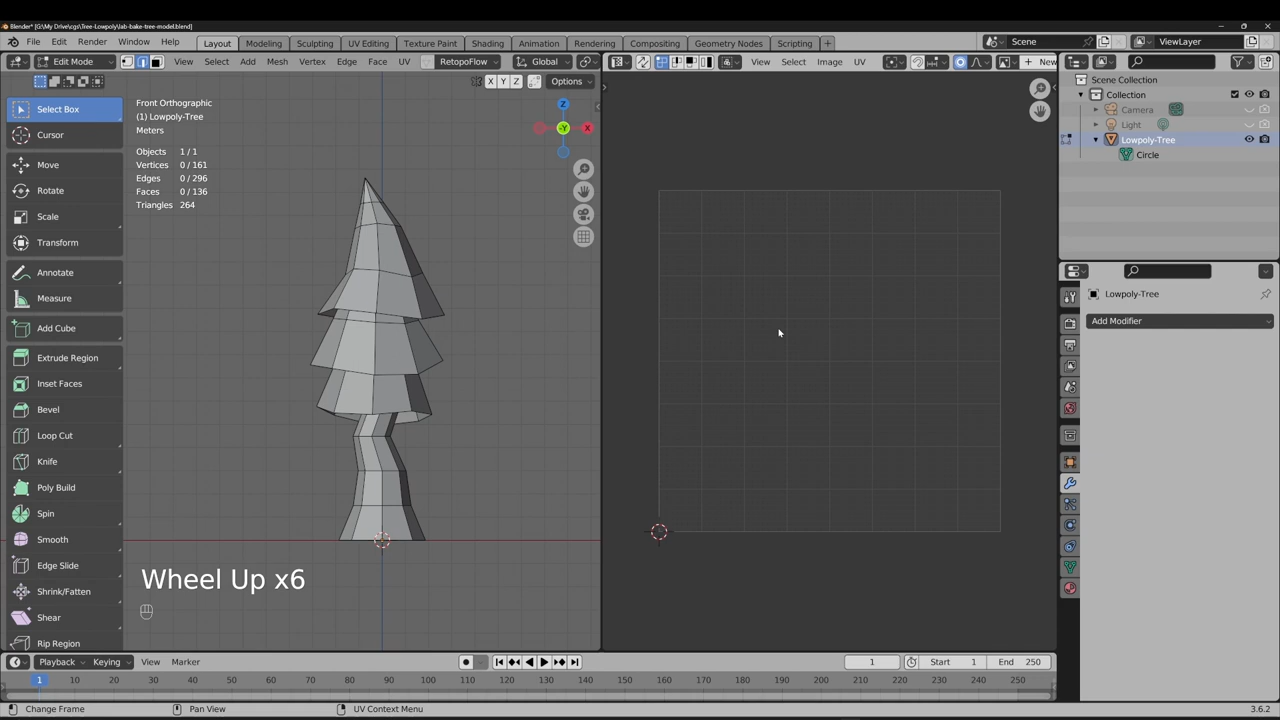 Blender* [G:\My Drive\cgs\Tree-Lowpoly\lab-bake-tree-model.blend]
File Edit Render Window Help Layout Modeling Sculpting UV Editing Texture Paint Shading Animation Rendering Compositing Geometry Nodes Scripting + Scene ViewLayer
Edit Mode View Select Add Mesh Vertex Edge Face UV RetopoFlow Global View Select Image UV New
X Y Z Options
Select Box
Cursor
Move
Rotate
Scale
Transform
Annotate
Measure
Add Cube
Extrude Region
Inset Faces
Bevel
Loop Cut
Knife
Poly Build
Spin
Smooth
Edge Slide
Shrink/Fatten
Shear
Rip Region
Front Orthographic
(1) Lowpoly-Tree
Meters
Objects 1/1
Vertices 0/161
Edges 0/296
Faces 0/136
Triangles 264
Z
-Y
X
Wheel Up x6
Scene Collection
Collection
Camera
Light
Lowpoly-Tree
Circle
Lowpoly-Tree
Add Modifier
Playback Keying View Marker 1 Start 1 End 250
1 10 20 30 40 50 60 70 80 90 100 110 120 130 140 150 160 170 180 190 200 210 220 230 240 250
Change Frame Pan View UV Context Menu 3.6.2